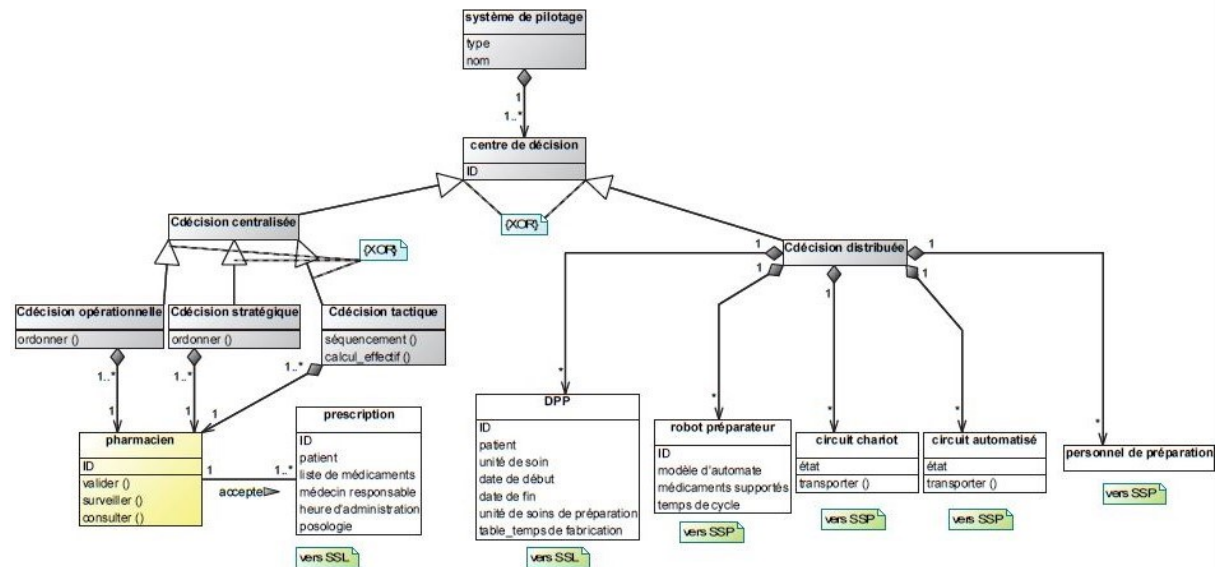 système de pilotage
type
nom
1
1..*
centre de décision
ID
{XOR}
Cdécision centralisée
{XOR}
Cdécision distribuée
1
1
1
1
1
Cdécision opérationnelle
ordonner ()
Cdécision stratégique
ordonner ()
Cdécision tactique
séquencement ()
calcul_effectif ()
1..*
1..*
1..*
1
1
1
pharmacien
ID
valider ()
surveiller ()
consulter ()
1
1..*
accepte
prescription
ID
patient
liste de médicaments
médecin responsable
heure d'administration
posologie
vers SSL
*
DPP
ID
patient
unité de soin
date de début
date de fin
unité de soins de préparation
table_temps de fabrication
vers SSL
*
robot préparateur
ID
modèle d'automate
médicaments supportés
temps de cycle
vers SSP
*
circuit chariot
état
transporter ()
vers SSP
*
circuit automatisé
état
transporter ()
vers SSP
*
personnel de préparation
vers SSP